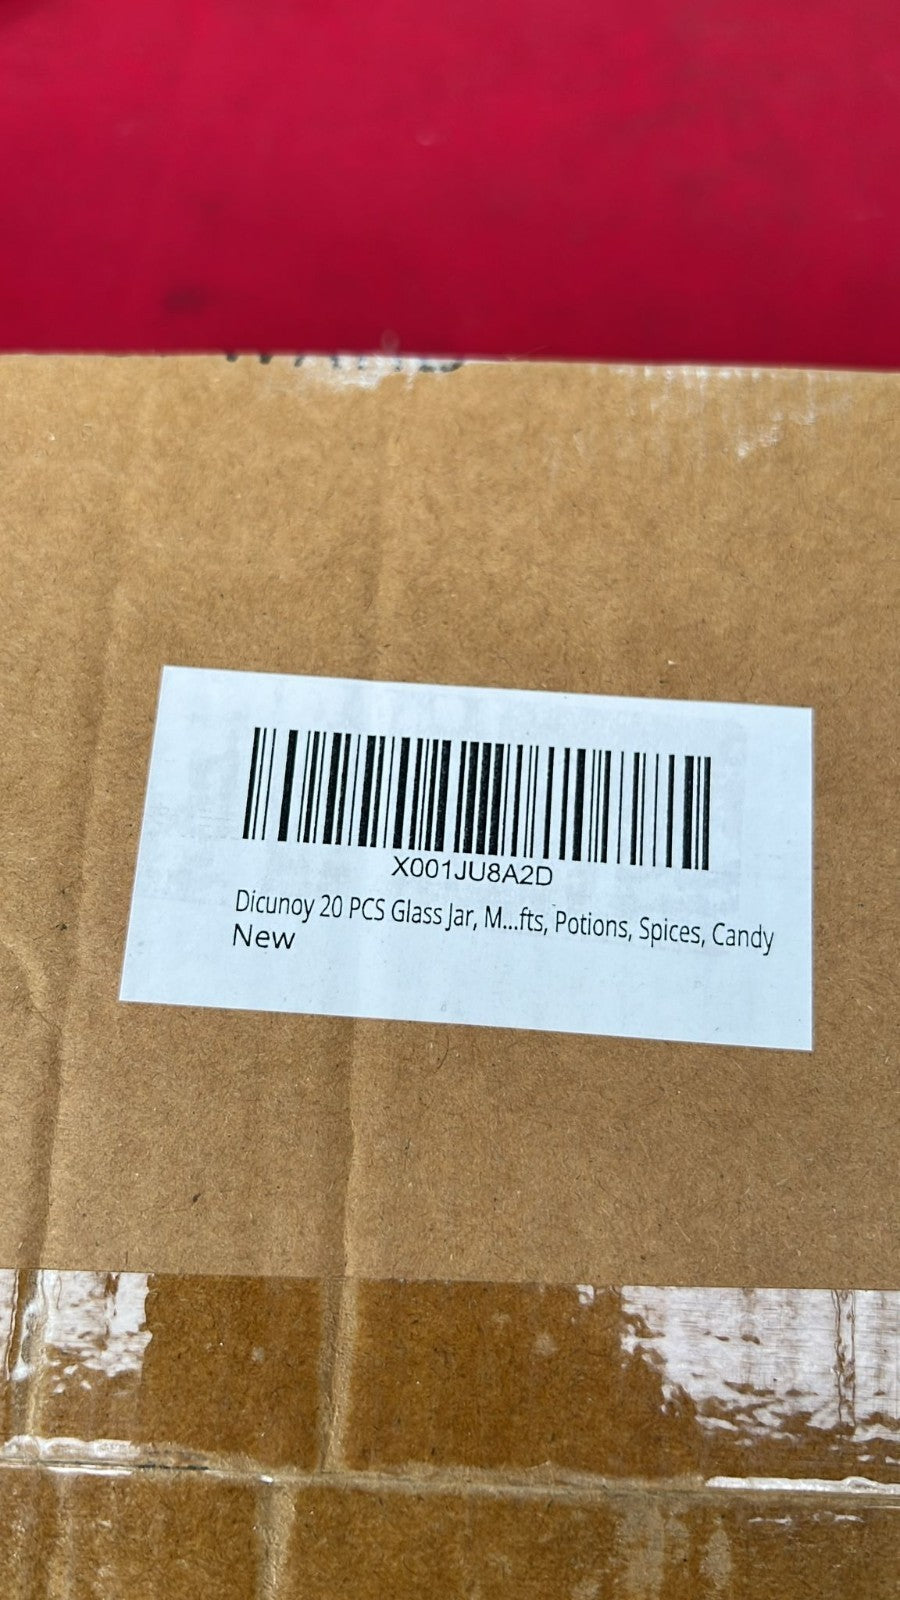 X001JU8A2D
Dicunoy 20 PCS Glass Jar, M...fts, Potions, Spices, Candy
New